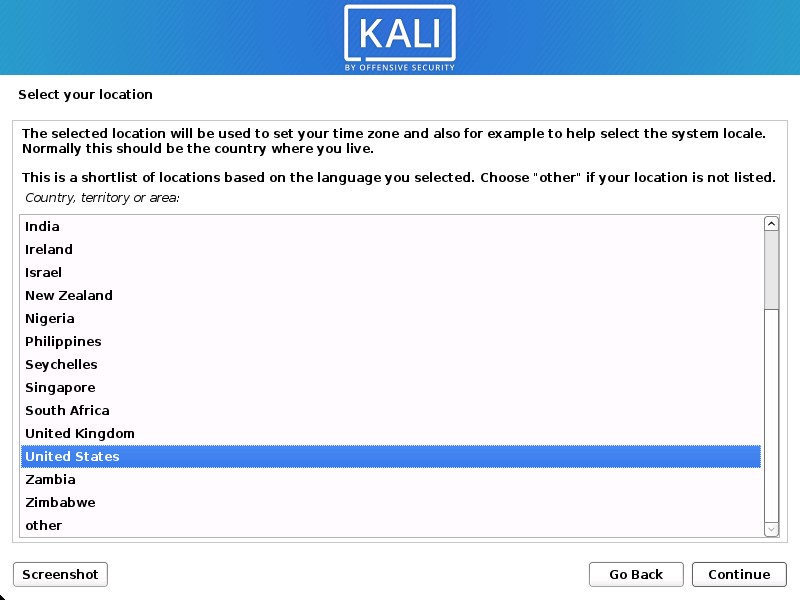 KALI
BY OFFENSIVE SECURITY
Select your location
The selected location will be used to set your time zone and also for example to help select the system locale.
Normally this should be the country where you live.
This is a shortlist of locations based on the language you selected. Choose "other" if your location is not listed.
Country, territory or area:
India
Ireland
Israel
New Zealand
Nigeria
Philippines
Seychelles
Singapore
South Africa
United Kingdom
United States
Zambia
Zimbabwe
other
Screenshot
Go Back
Continue